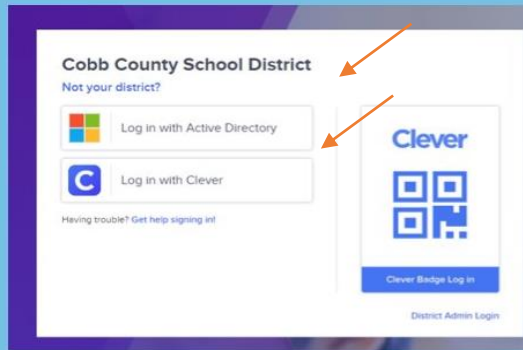 Cobb County School District
Not your district?
Log in with Active Directory
C
Log in with Clever
Having trouble? Get help signing in!
Clever
Clever Badge Log in
District Admin Login